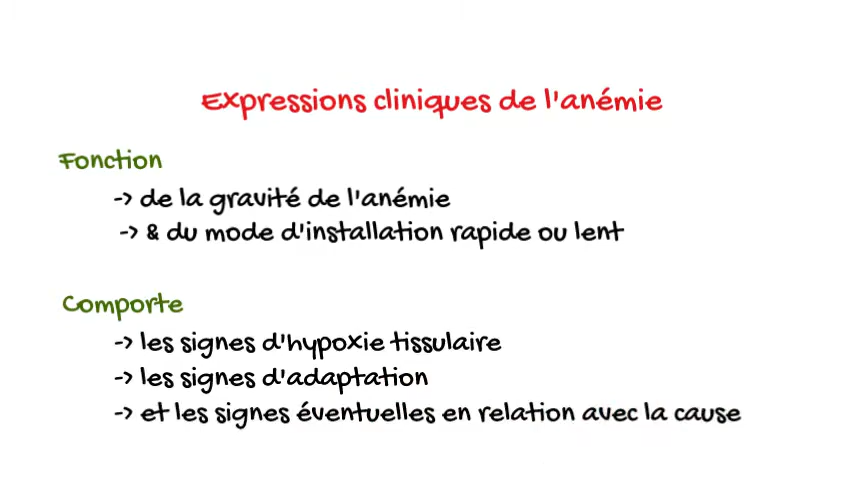 Expressions cliniques de l'anémie
Fonction
-> de la gravité de l'anémie
-> & du mode d'installation rapide ou lent
Comporte
-> les signes d'hypoxie tissulaire
-> les signes d'adaptation
-> et les signes éventuelles en relation avec la cause